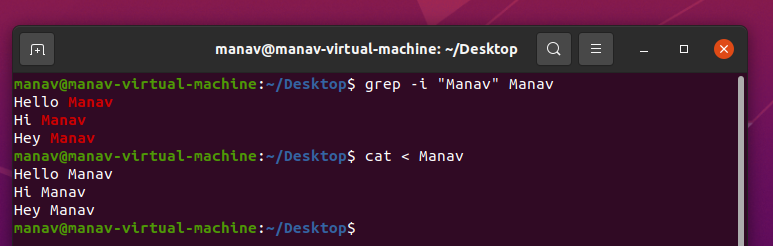 manav@manav-virtual-machine: ~/Desktop
manav@manav-virtual-machine:~/Desktop$ grep -i "Manav" Manav
Hello Manav
Hi Manav
Hey Manav
manav@manav-virtual-machine:~/Desktop$ cat < Manav
Hello Manav
Hi Manav
Hey Manav
manav@manav-virtual-machine:~/Desktop$